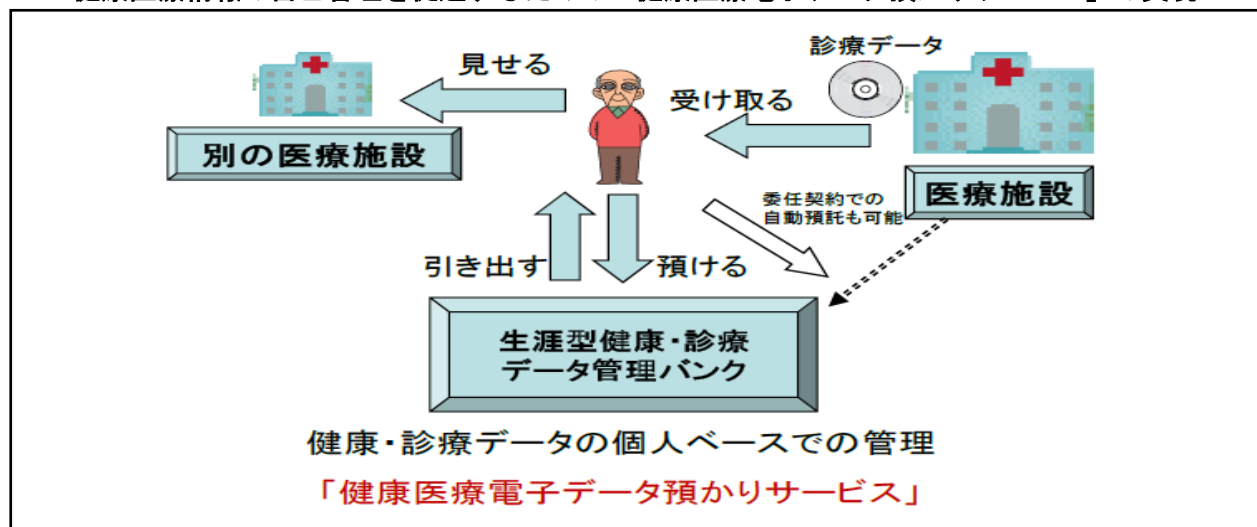 診療データ
見せる
受け取る
別の医療施設
医療施設
委任契約での
自動預託も可能
引き出す
預ける
生涯型健康・診療
データ管理バンク
健康・診療データの個人ベースでの管理
「健康医療電子データ預かりサービス」